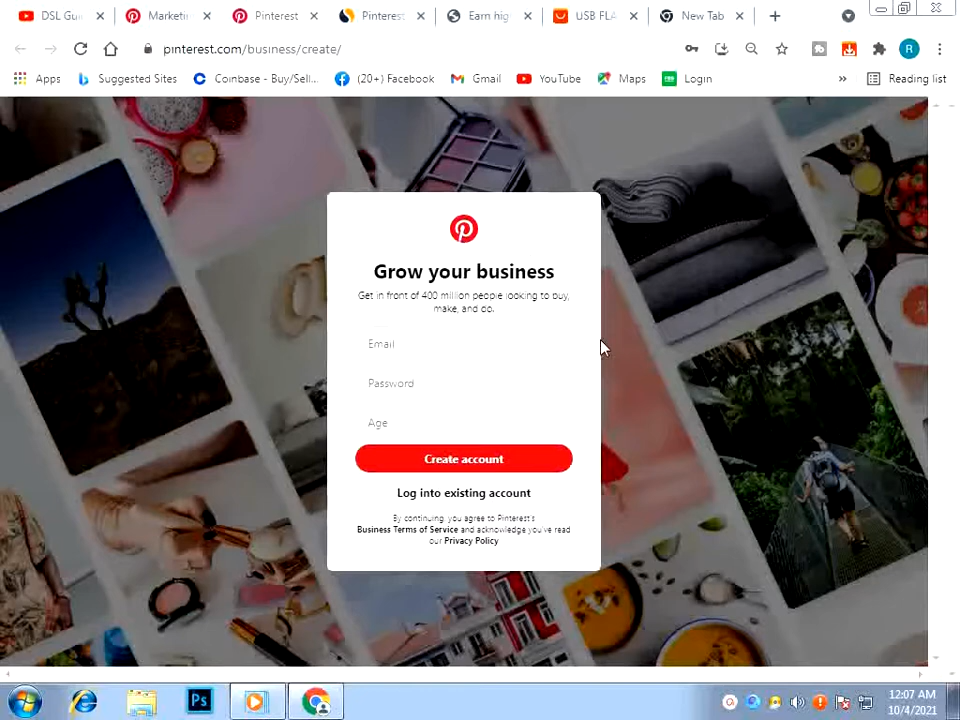 DSL Gui
Marketi
Pinterest
Pinteres
Earn hig
USB FLA
New Tab
pinterest.com/business/create/
R
Apps
Suggested Sites
Coinbase - Buy/Sell...
(20+) Facebook
Gmail
YouTube
Maps
Login
»
Reading list
Grow your business
Get in front of 400 million people looking to buy,
make, and do.
Email
Password
Age
Create account
Log into existing account
By continuing, you agree to Pinterest's
Business Terms of Service and acknowledge you've read
our Privacy Policy
Ps
12:07 AM
10/4/2021